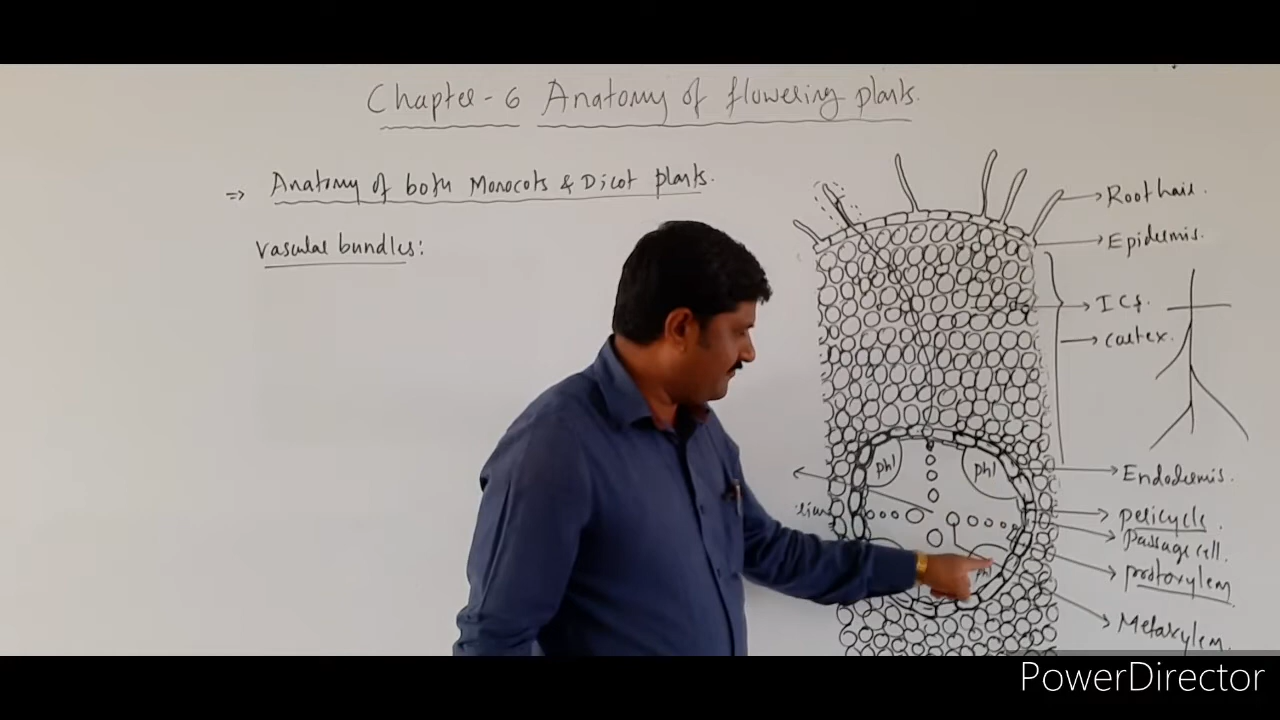 Chapter-6 Anatomy of flowering plants.
=> Anatomy of both Monocots & Dicot plants.
Vascular bundles:
Root hair.
Epidermis.
I C S.
Cortex.
phl
phl
Endodermis.
pericycle.
passage cell.
phl
protoxylem
Metaxylem.
PowerDirector